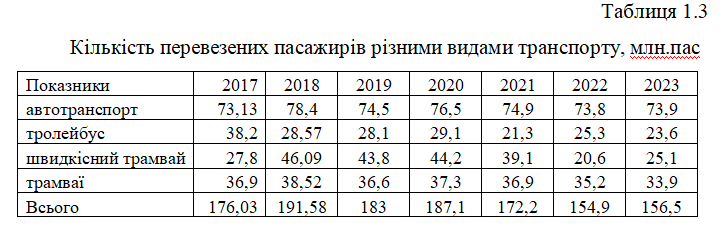 Таблиця 1.3
Кількість перевезених пасажирів різними видами транспорту, млн.пас
Показники 2017 2018 2019 2020 2021 2022 2023
автотранспорт 73,13 78,4 74,5 76,5 74,9 73,8 73,9
тролейбус 38,2 28,57 28,1 29,1 21,3 25,3 23,6
швидкісний трамвай 27,8 46,09 43,8 44,2 39,1 20,6 25,1
трамваї 36,9 38,52 36,6 37,3 36,9 35,2 33,9
Всього 176,03 191,58 183 187,1 172,2 154,9 156,5